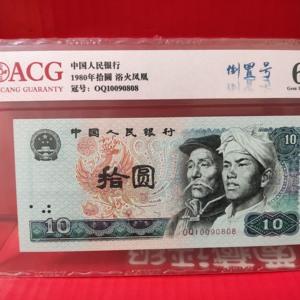 ACG
CANG GUARANTY
中国人民银行
1980年拾圆 浴火凤凰
冠号: OQ10090808
倒置号
6
Gem
中国人民银行
10
拾圆
OQ10090808
10
10